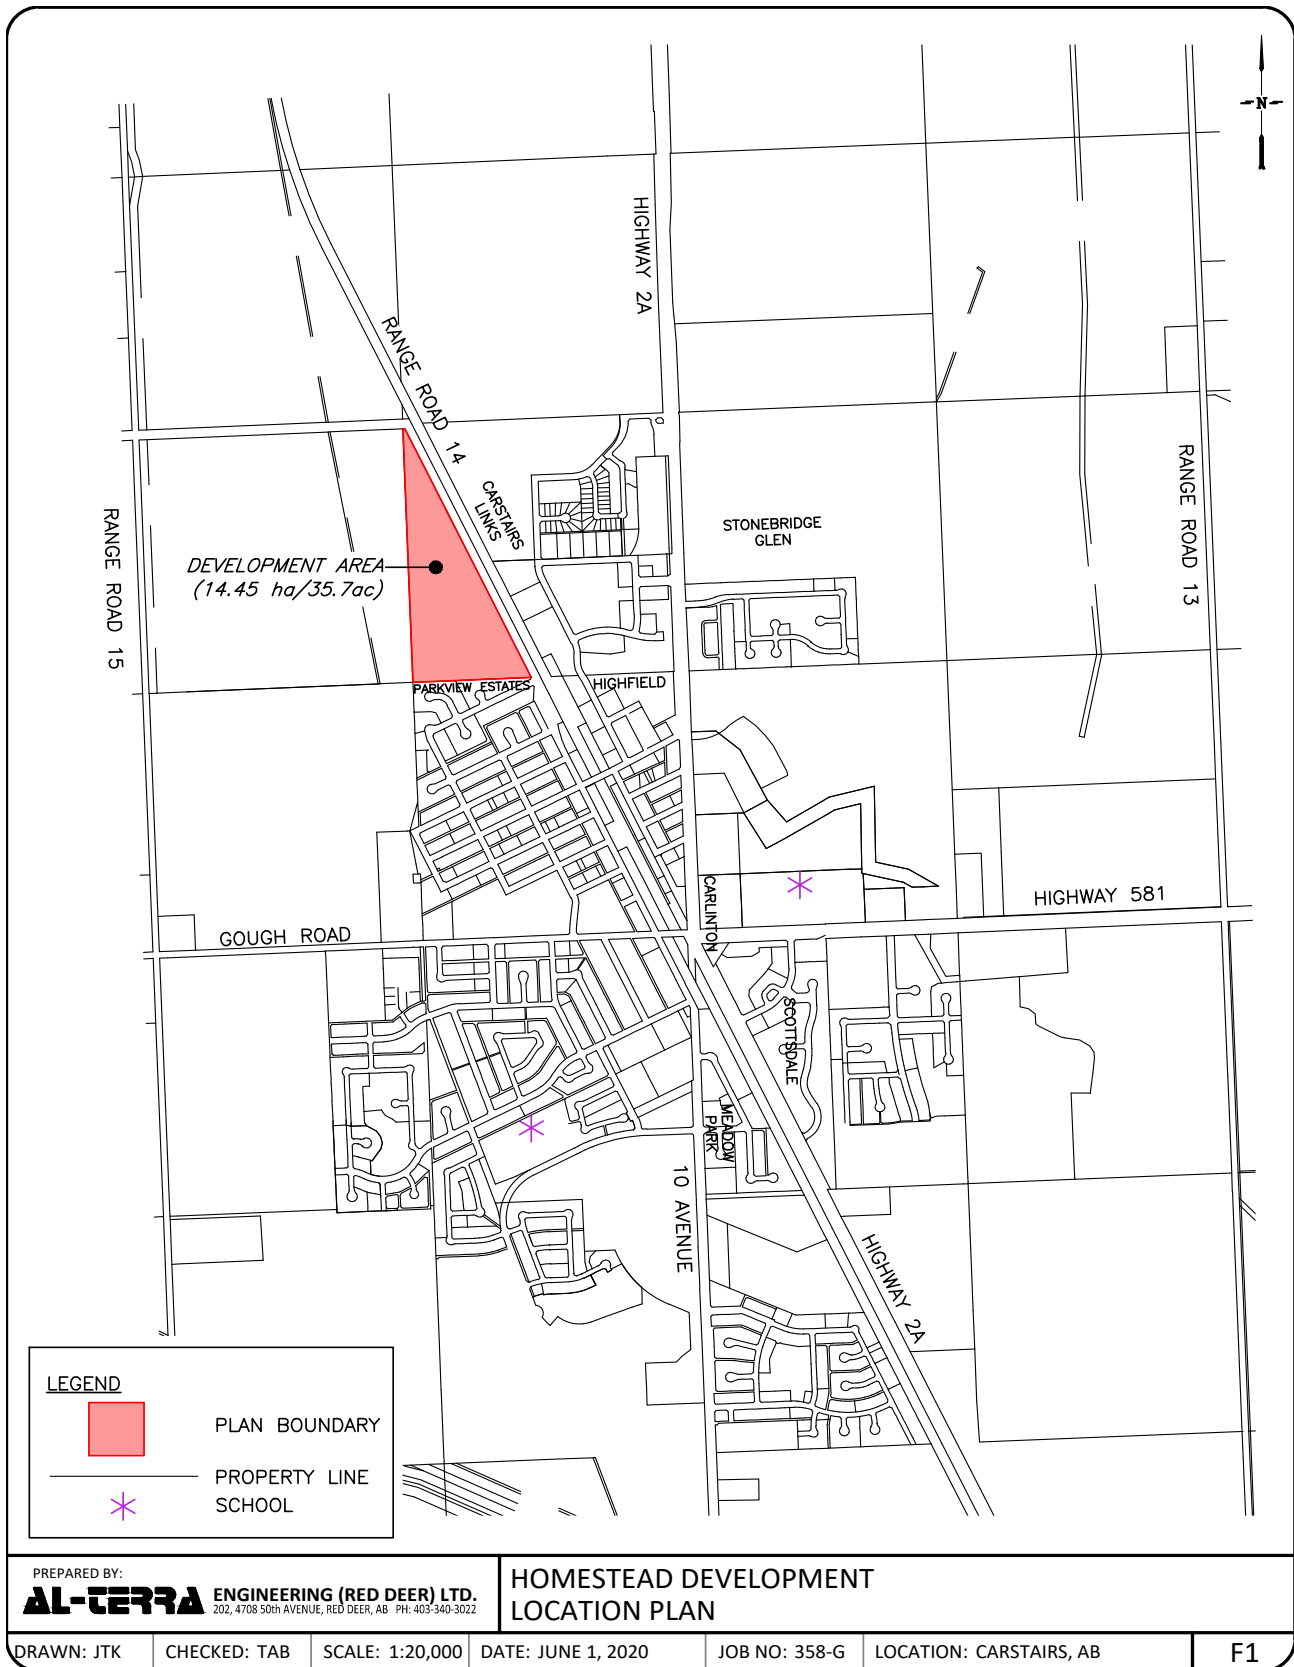 N
HIGHWAY 2A
RANGE ROAD 14
CARSTAIRS
LINKS
STONEBRIDGE
GLEN
RANGE ROAD 13
RANGE ROAD 15
DEVELOPMENT AREA
(14.45 ha/35.7ac)
PARKVIEW ESTATES
HIGHFIELD
CARLINTON
HIGHWAY 581
GOUGH ROAD
SCOTTSDALE
MEADOW
PARK
10 AVENUE
HIGHWAY 2A
LEGEND
PLAN BOUNDARY
PROPERTY LINE
SCHOOL
PREPARED BY:
AL-TERRA ENGINEERING (RED DEER) LTD.
202, 4708 50th AVENUE, RED DEER, AB PH: 403-340-3022
HOMESTEAD DEVELOPMENT
LOCATION PLAN
DRAWN: JTK CHECKED: TAB SCALE: 1:20,000 DATE: JUNE 1, 2020 JOB NO: 358-G LOCATION: CARSTAIRS, AB F1